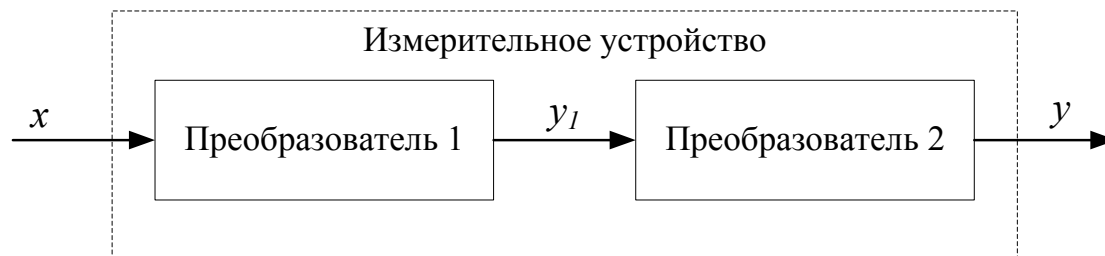 Измерительное устройство
x
Преобразователь 1
y1
Преобразователь 2
y